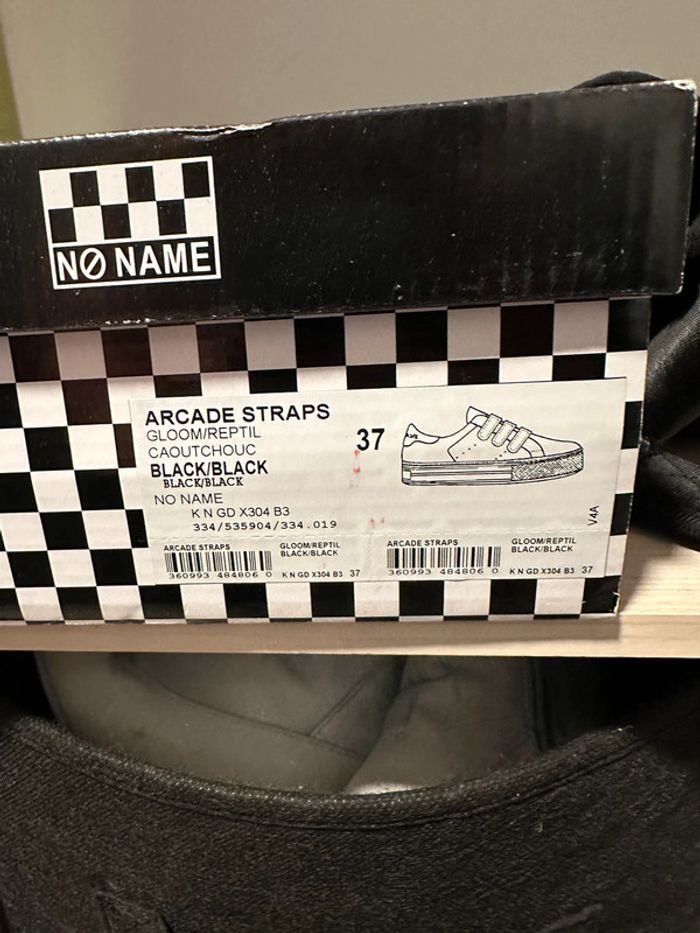 NØ NAME
ARCADE STRAPS
GLOOM/REPTIL
CAOUTCHOUC
BLACK/BLACK
BLACK/BLACK
NO NAME
K N GD X304 B3
334/535904/334.019
37
V4A
ARCADE STRAPS GLOOM/REPTIL
BLACK/BLACK
360993 484806 0 K N GD X304 B3 37
ARCADE STRAPS GLOOM/REPTIL
BLACK/BLACK
360993 484806 0 K N GD X304 B3 37